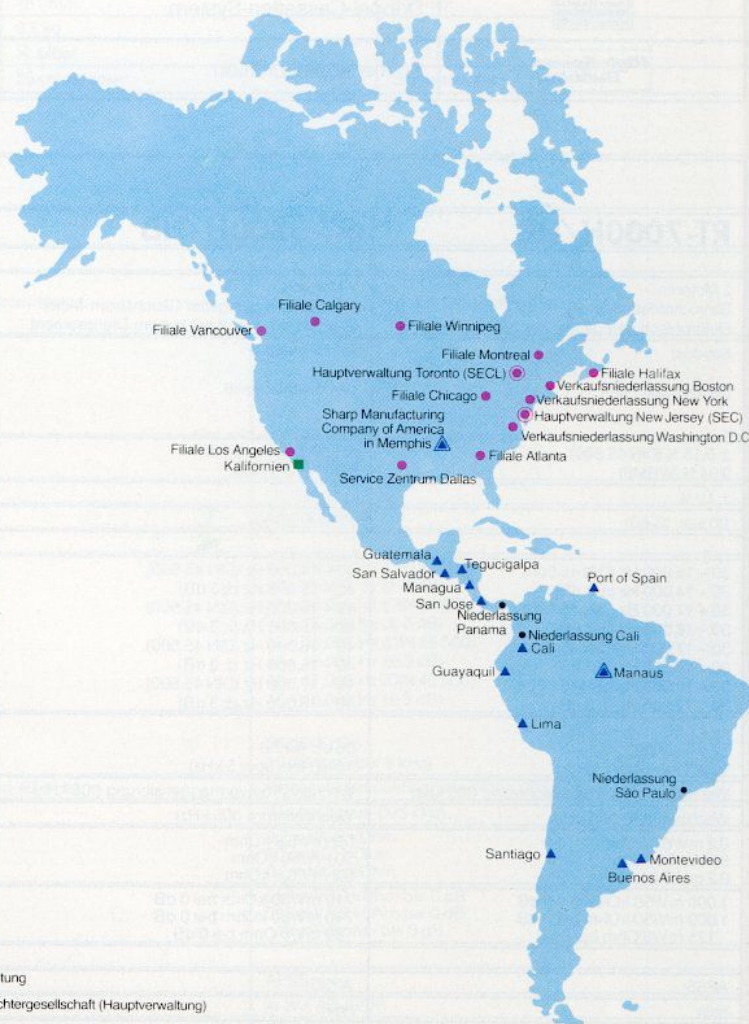 Filiale Calgary
Filiale Vancouver
Filiale Winnipeg
Filiale Montreal
Hauptverwaltung Toronto (SECL)
Filiale Halifax
Verkaufsniederlassung Boston
Filiale Chicago
Verkaufsniederlassung New York
Sharp Manufacturing
Company of America
in Memphis
Hauptverwaltung New Jersey (SEC)
Verkaufsniederlassung Washington D.C
Filiale Los Angeles
Kalifornien
Filiale Atlanta
Service Zentrum Dallas
Guatemala
Tegucigalpa
San Salvador
Managua
Port of Spain
San Jose
Niederlassung
Panama
Niederlassung Cali
Cali
Guayaquil
Manaus
Lima
Niederlassung
São Paulo
Santiago
Montevideo
Buenos Aires
tung
chtergesellschaft (Hauptverwaltung)